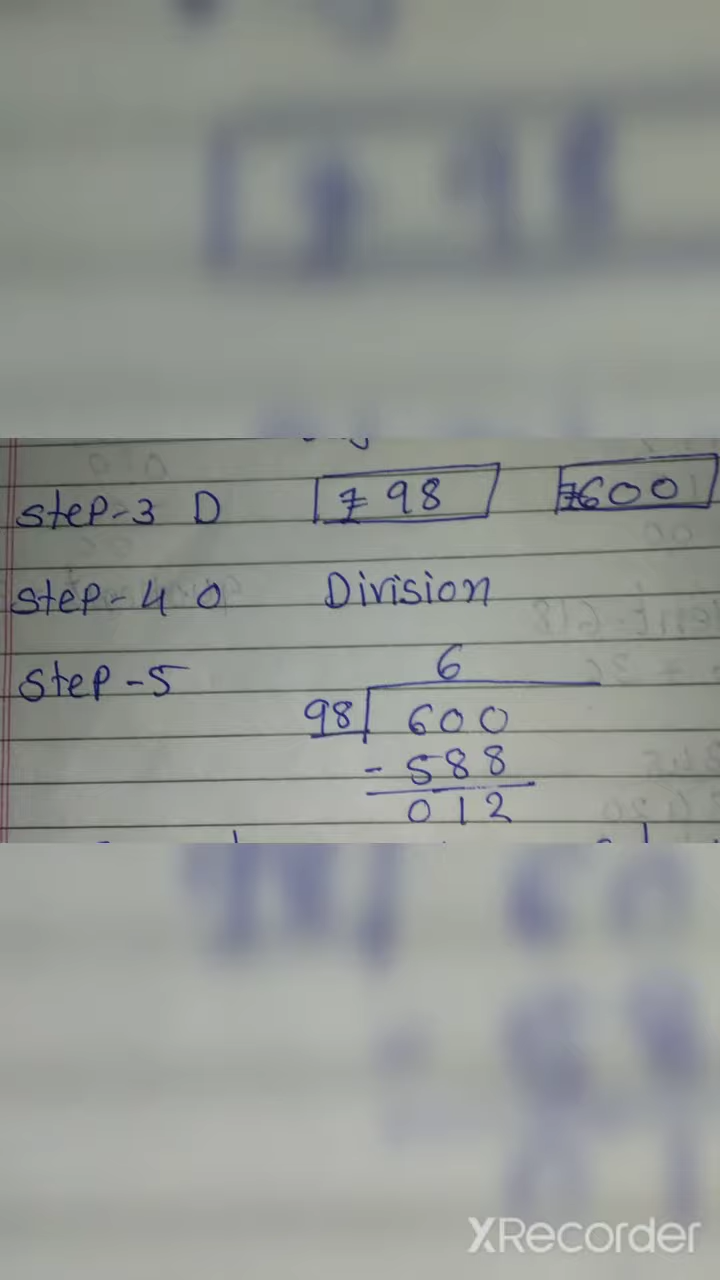 Step-3 D ₹ 98 ₹600
Step-4 O Division
Step-5 6
98 600
- 588
012
XRecorder